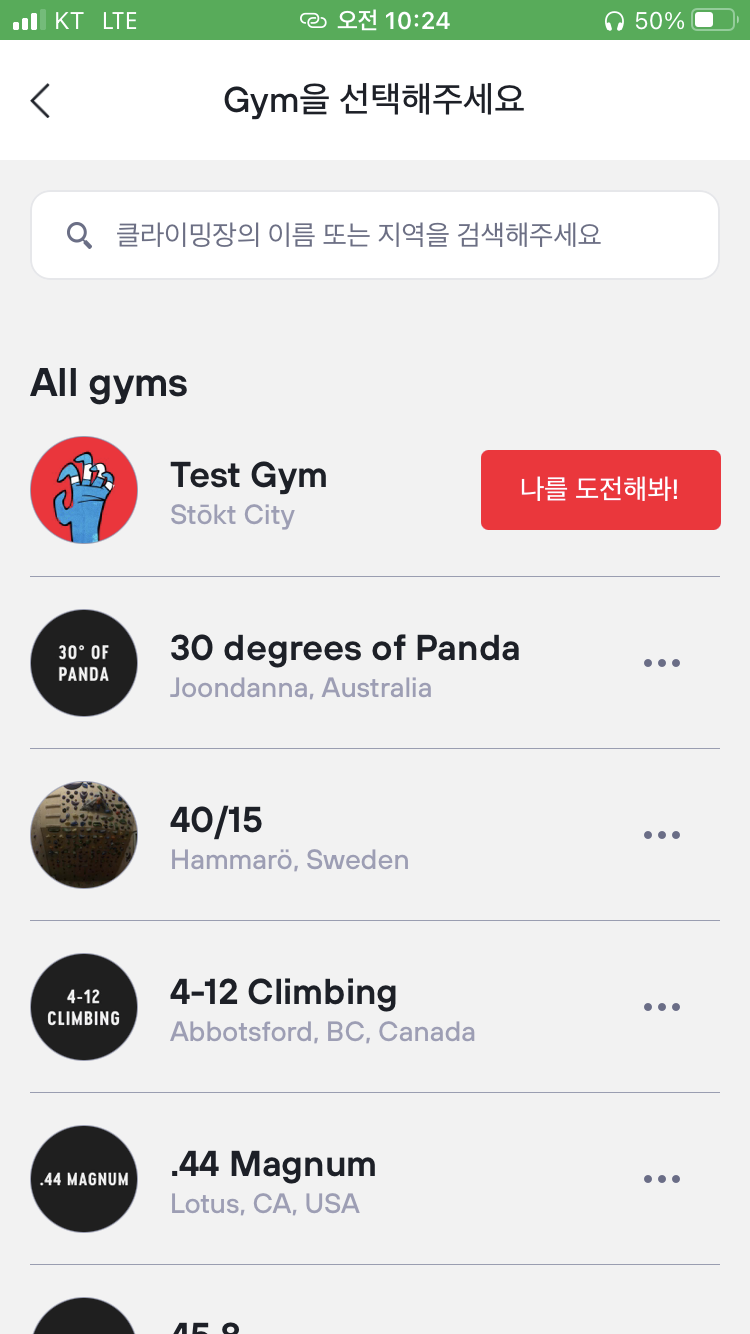 KT LTE 오전 10:24 50%
Gym을 선택해주세요
클라이밍장의 이름 또는 지역을 검색해주세요
All gyms
Test Gym
Stōkt City
나를 도전해봐!
30° OF
PANDA
30 degrees of Panda
Joondanna, Australia
40/15
Hammarö, Sweden
4-12
CLIMBING
4-12 Climbing
Abbotsford, BC, Canada
.44 MAGNUM
.44 Magnum
Lotus, CA, USA